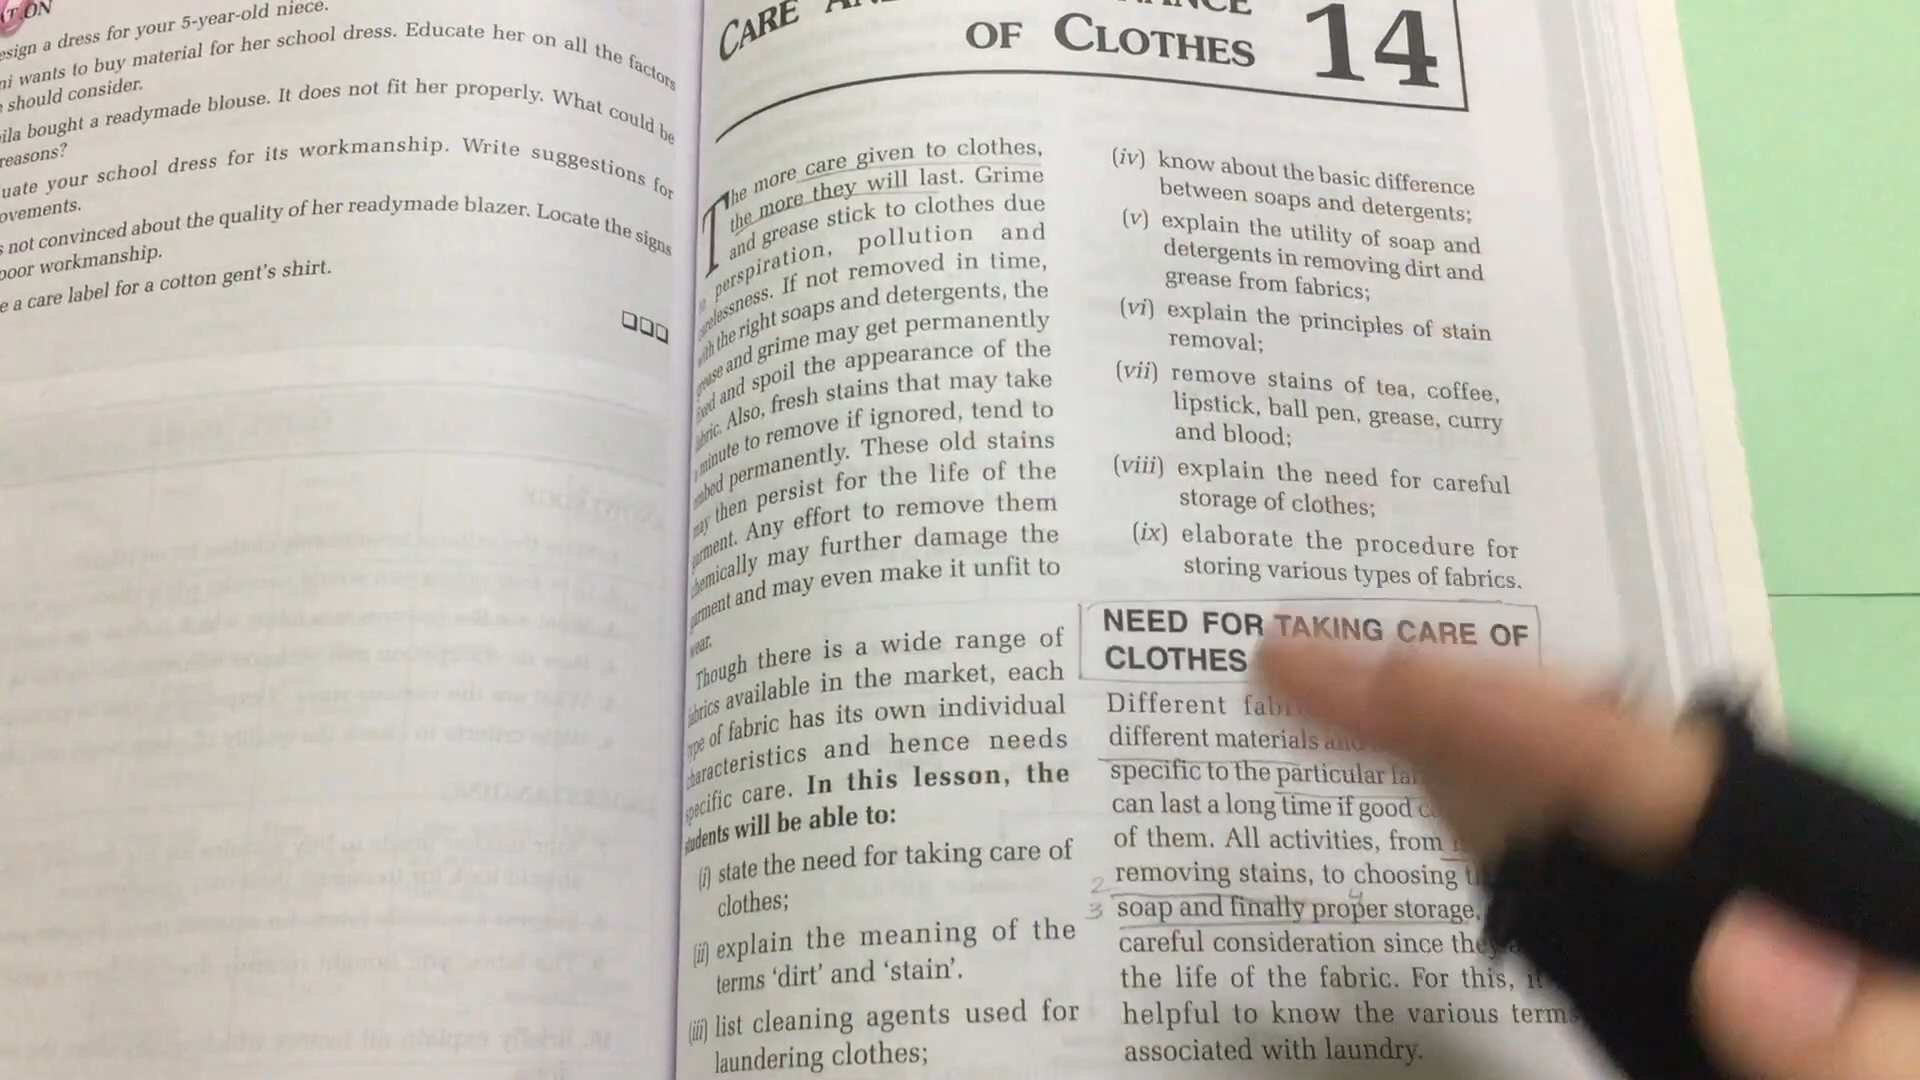 ON
esign a dress for your 5-year-old niece.
ni wants to buy material for her school dress. Educate her on all the factors
should consider.
ila bought a readymade blouse. It does not fit her properly. What could be
reasons?
uate your school dress for its workmanship. Write suggestions for
ovements.
not convinced about the quality of her readymade blazer. Locate the signs
poor workmanship.
e a care label for a cotton gent's shirt.
CARE
OF CLOTHES 14
The more care given to clothes,
the more they will last. Grime
and grease stick to clothes due
to perspiration, pollution and
carelessness. If not removed in time,
with the right soaps and detergents, the
grease and grime may get permanently
fixed and spoil the appearance of the
fabric. Also, fresh stains that may take
minute to remove if ignored, tend to
permanently. These old stains
may then persist for the life of the
garment. Any effort to remove them
chemically may further damage the
garment and may even make it unfit to
wear.
Though there is a wide range of
fabrics available in the market, each
type of fabric has its own individual
characteristics and hence needs
specific care. In this lesson, the
students will be able to:
(i) state the need for taking care of
clothes;
(ii) explain the meaning of the
terms 'dirt' and 'stain'.
(iii) list cleaning agents used for
laundering clothes;
(iv) know about the basic difference
between soaps and detergents;
(v) explain the utility of soap and
detergents in removing dirt and
grease from fabrics;
(vi) explain the principles of stain
removal;
(vii) remove stains of tea, coffee,
lipstick, ball pen, grease, curry
and blood;
(viii) explain the need for careful
storage of clothes;
(ix) elaborate the procedure for
storing various types of fabrics.
NEED FOR TAKING CARE OF
CLOTHES
Different
different materials
specific to the particular
can last a long time if good
of them. All activities, from
2 removing stains, to choosing
3 soap and finally proper storage, 4
careful consideration since they
the life of the fabric. For this,
helpful to know the various terms
associated with laundry.